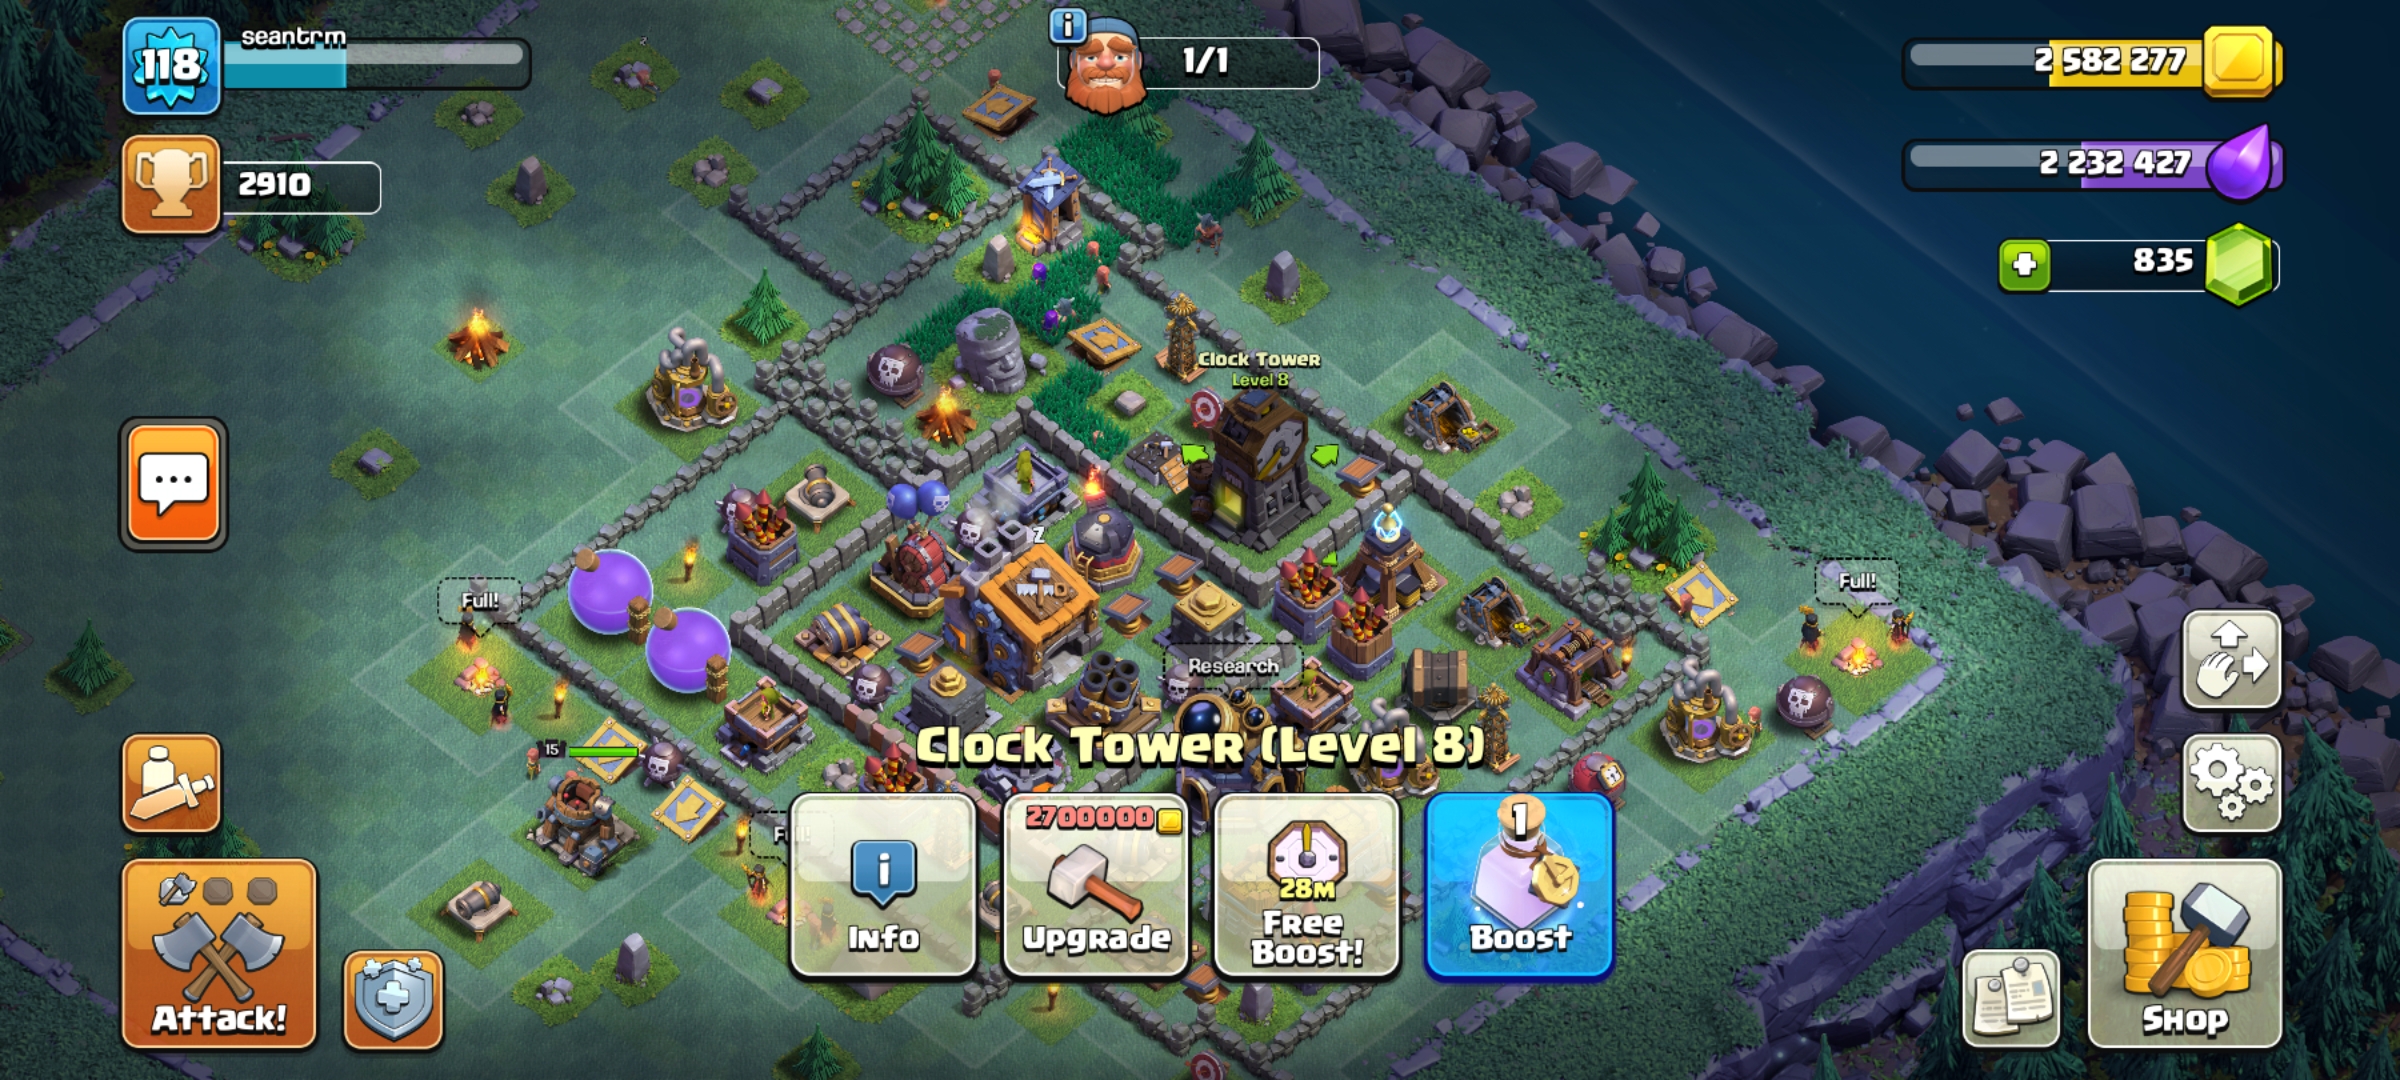 118
seantrm
1/1
2 582 277
2910
2 232 427
835
Clock Tower
Level 8
z
Full!
Full!
Research
15
Clock Tower (Level 8)
2700000
1
28M
Info
Upgrade
Free
Boost!
Boost
Attack!
Shop